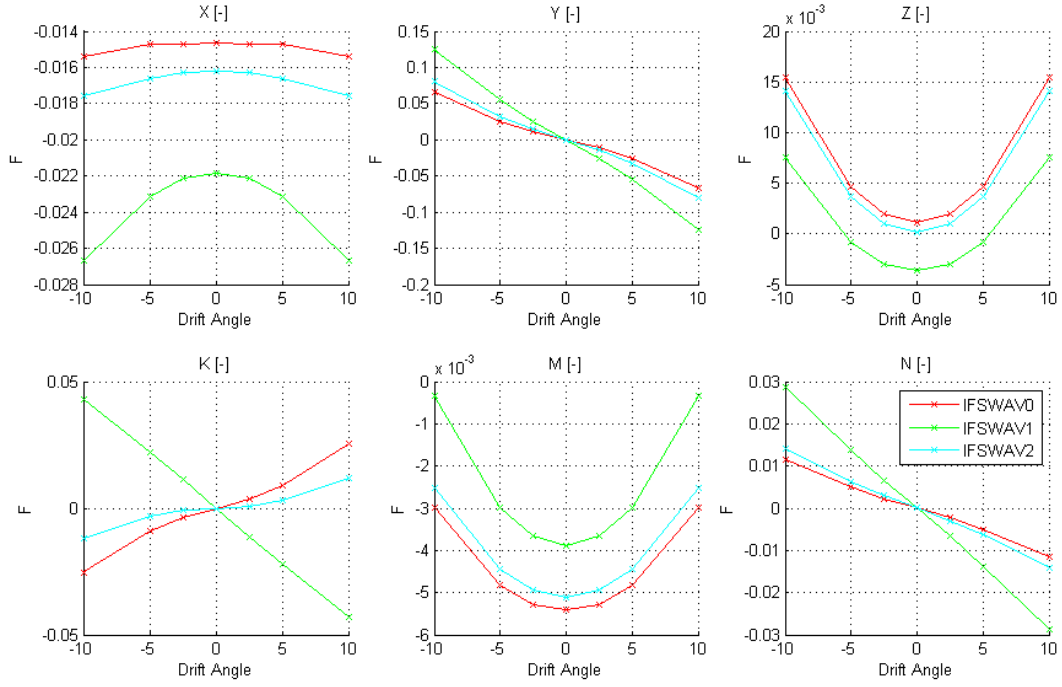 X [-]
-0.014
-0.016
-0.018
-0.02
-0.022
-0.024
-0.026
-0.028
F
-10 -5 0 5 10
Drift Angle
Y [-]
0.15
0.1
0.05
0
-0.05
-0.1
-0.15
-0.2
F
-10 -5 0 5 10
Drift Angle
Z [-]
x 10⁻³
20
15
10
5
0
-5
F
-10 -5 0 5 10
Drift Angle
K [-]
0.05
0
-0.05
F
-10 -5 0 5 10
Drift Angle
M [-]
x 10⁻³
0
-1
-2
-3
-4
-5
-6
F
-10 -5 0 5 10
Drift Angle
N [-]
0.03
0.02
0.01
0
-0.01
-0.02
-0.03
F
-10 -5 0 5 10
Drift Angle
IFSWAV0
IFSWAV1
IFSWAV2